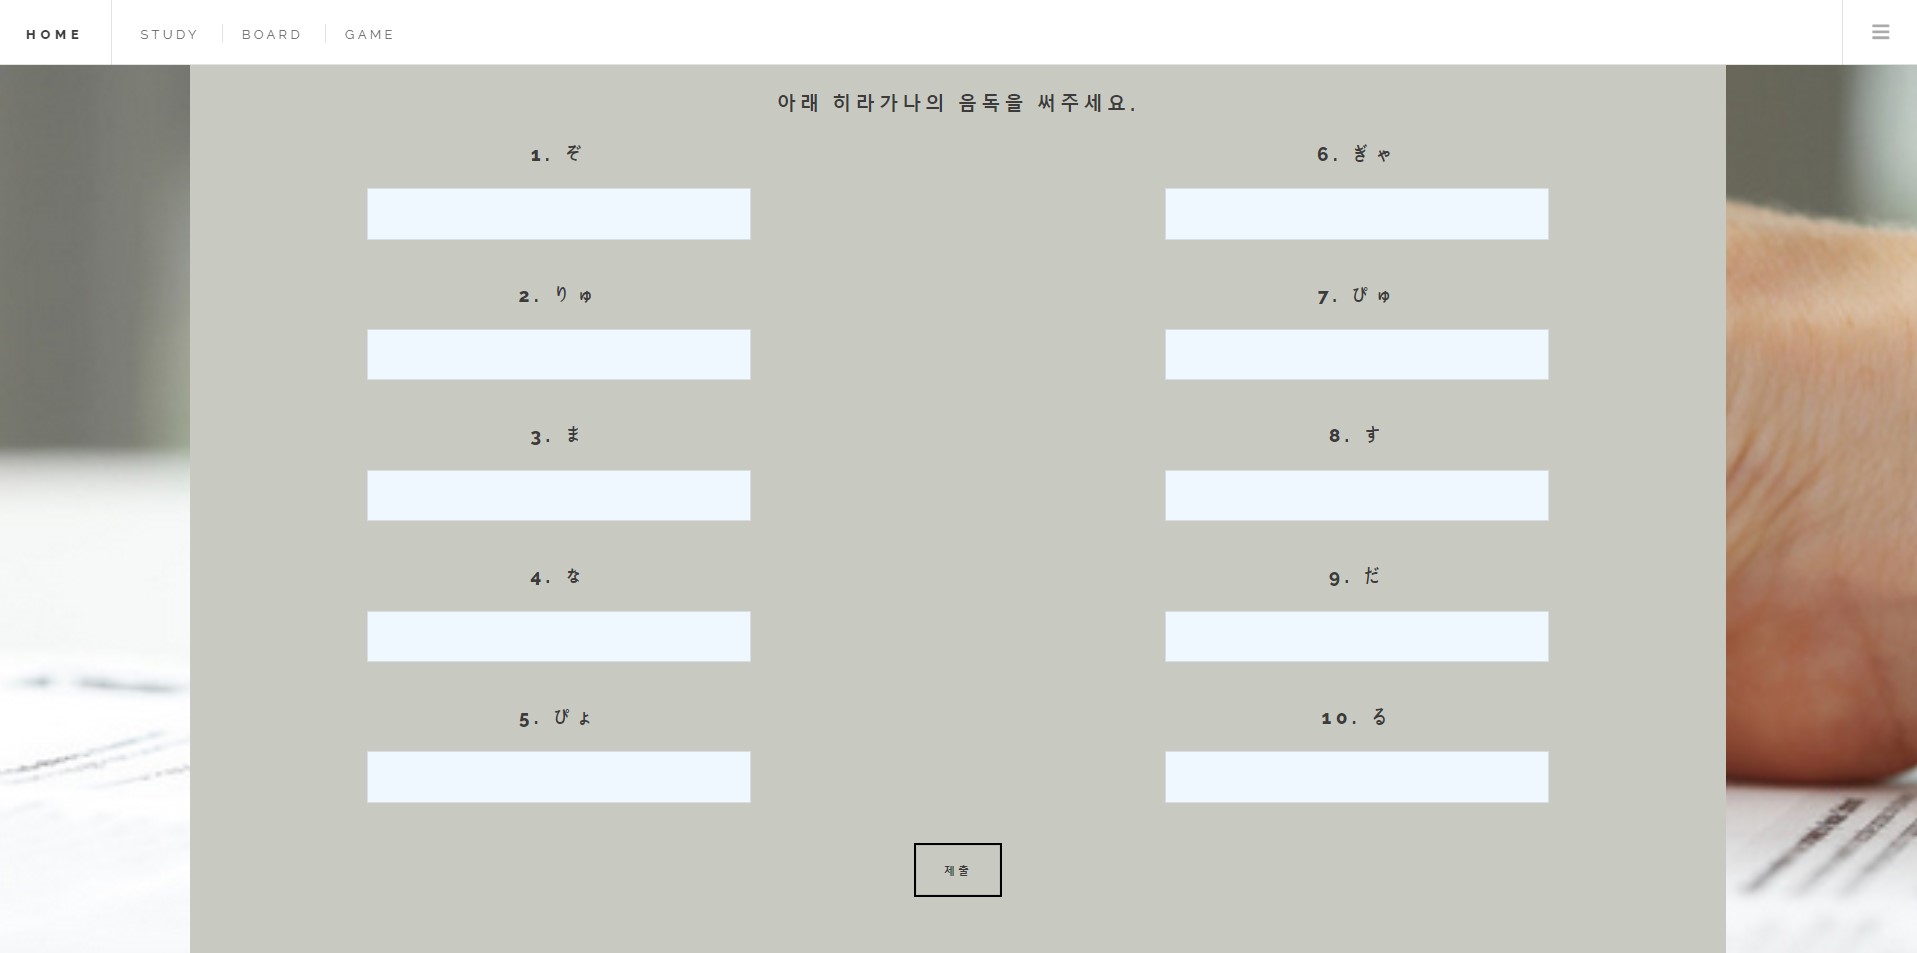 HOME STUDY BOARD GAME
아래 히라가나의 음독을 써주세요.
1. ぞ
2. りゅ
3. ま
4. な
5. ぴょ
6. ぎゃ
7. ぴゅ
8. す
9. だ
10. る
제출